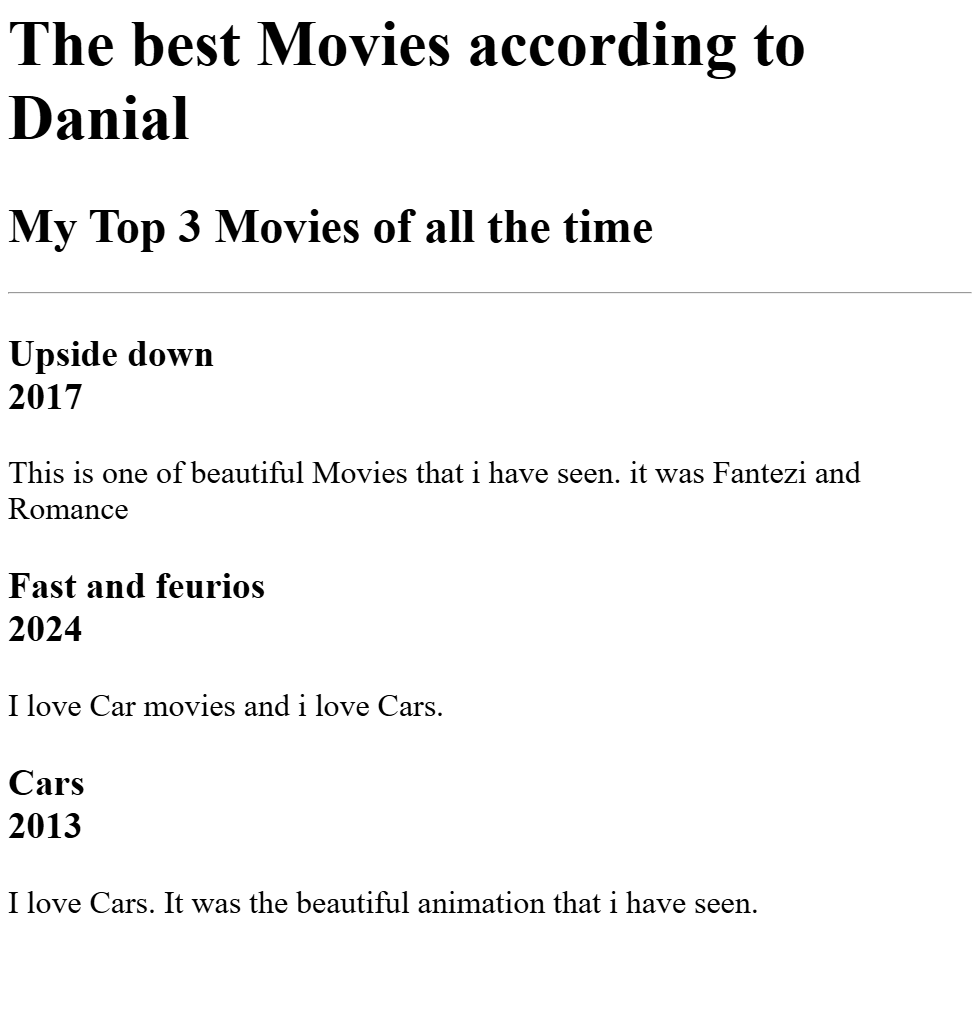 The best Movies according to
Danial
My Top 3 Movies of all the time
Upside down
2017
This is one of beautiful Movies that i have seen. it was Fantezi and
Romance
Fast and feurios
2024
I love Car movies and i love Cars.
Cars
2013
I love Cars. It was the beautiful animation that i have seen.